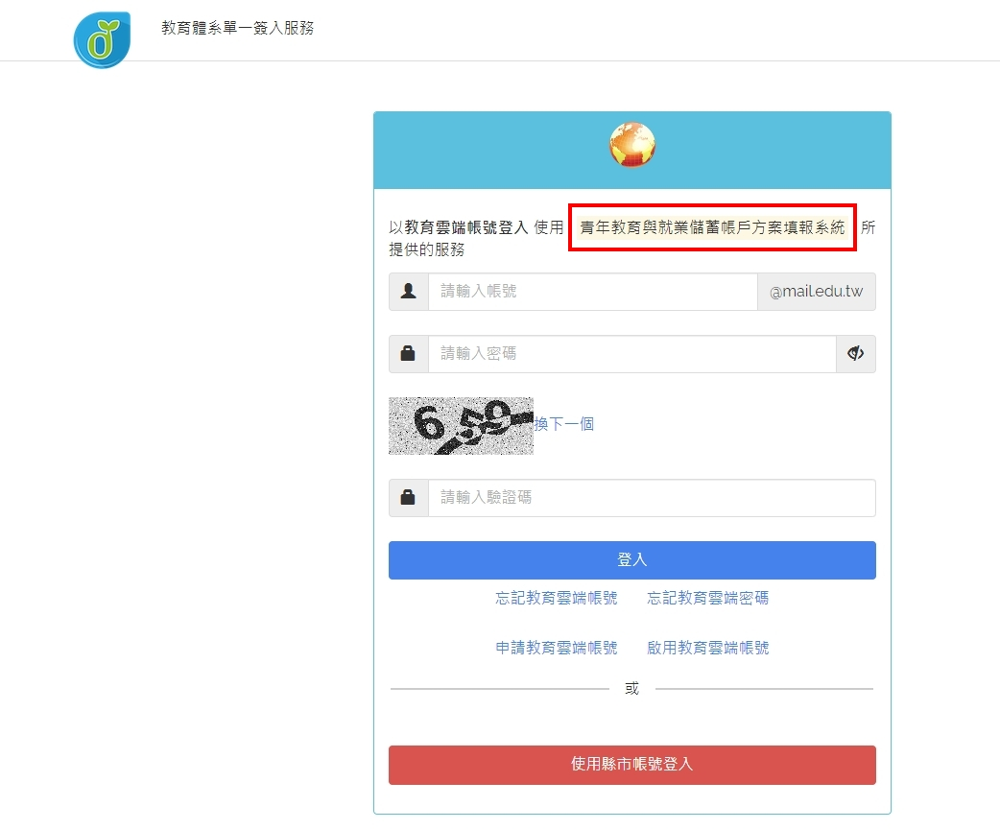 教育體系單一簽入服務
以教育雲端帳號登入 使用 青年教育與就業儲蓄帳戶方案填報系統 所
提供的服務
請輸入帳號 @mail.edu.tw
請輸入密碼
6 59 換下一個
請輸入驗證碼
登入
忘記教育雲端帳號 忘記教育雲端密碼
申請教育雲端帳號 啟用教育雲端帳號
或
使用縣市帳號登入